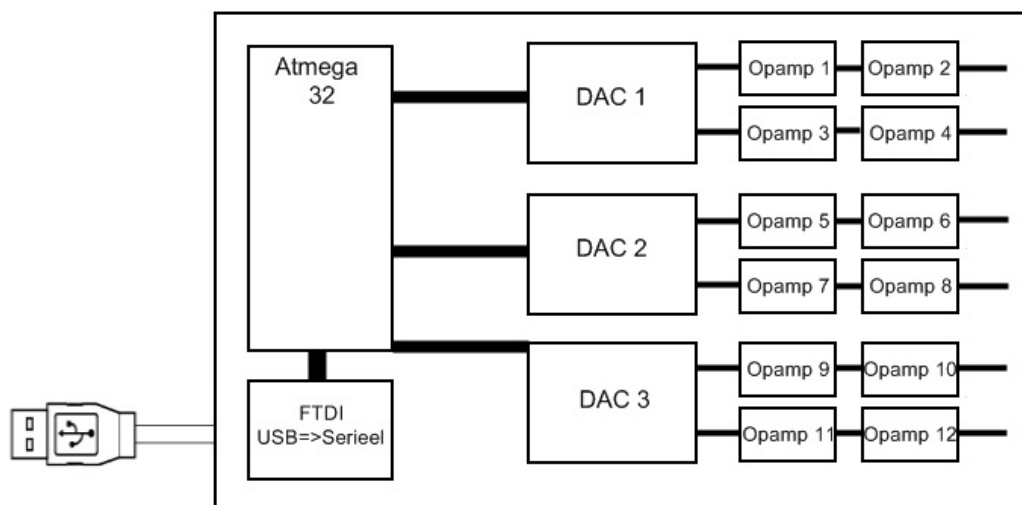 Atmega
32
DAC 1
Opamp 1
Opamp 2
Opamp 3
Opamp 4
DAC 2
Opamp 5
Opamp 6
Opamp 7
Opamp 8
DAC 3
Opamp 9
Opamp 10
Opamp 11
Opamp 12
FTDI
USB=>Serieel